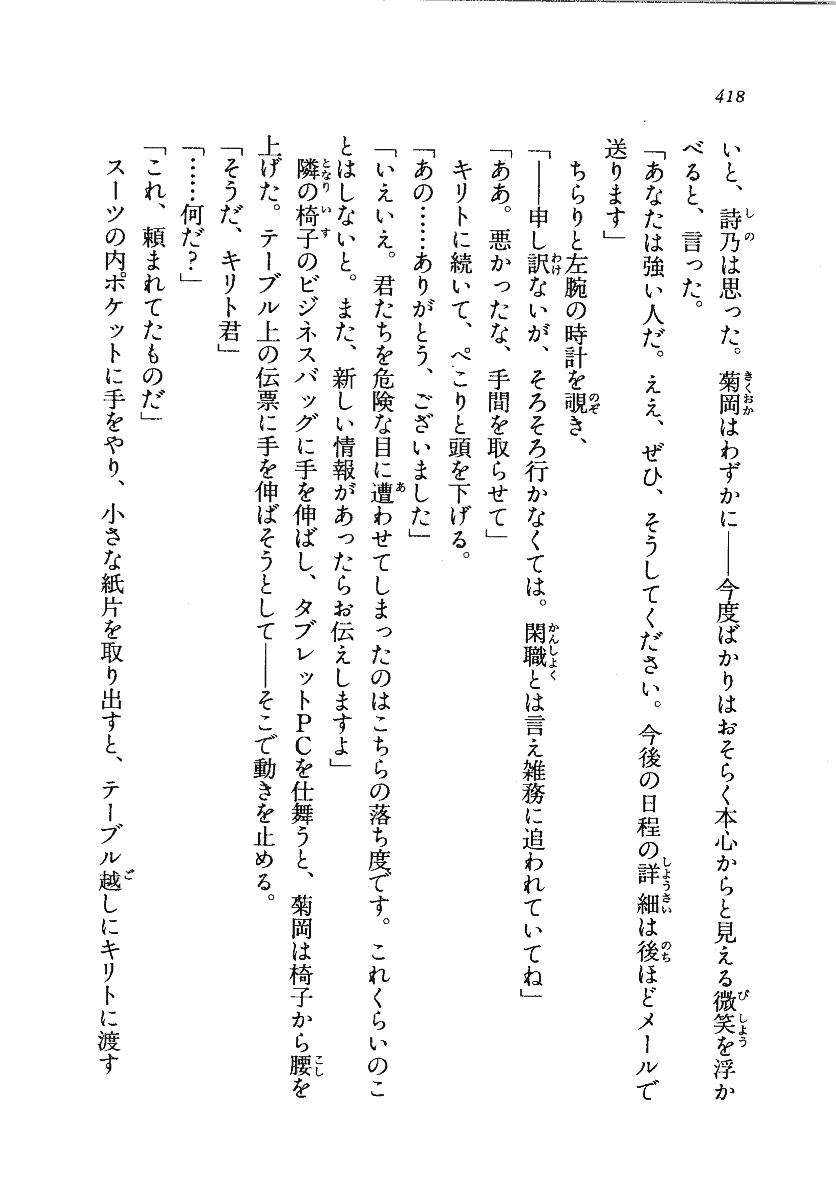 418
いと、詩乃は思った。菊岡はわずかに――今度ばかりはおそらく本心からと見える微笑を浮か
べると、言った。
「あなたは強い人だ。ええ、ぜひ、そうしてください。今後の日程の詳細は後ほどメールで
送ります」
ちらりと左腕の時計を覗き、
「――申し訳ないが、そろそろ行かなくては。閑職とは言え雑務に追われていてね」
「ああ。悪かったな、手間を取らせて」
キリトに続いて、ぺこりと頭を下げる。
「あの……ありがとう、ございました」
「いえいえ。君たちを危険な目に遭わせてしまったのはこちらの落ち度です。これくらいのこ
とはしないと。また、新しい情報があったらお伝えしますよ」
隣の椅子のビジネスバッグに手を伸ばし、タブレットPCを仕舞うと、菊岡は椅子から腰を
上げた。テーブル上の伝票に手を伸ばそうとして――そこで動きを止める。
「そうだ、キリト君」
「……何だ？」
「これ、頼まれてたものだ」
スーツの内ポケットに手をやり、小さな紙片を取り出すと、テーブル越しにキリトに渡す